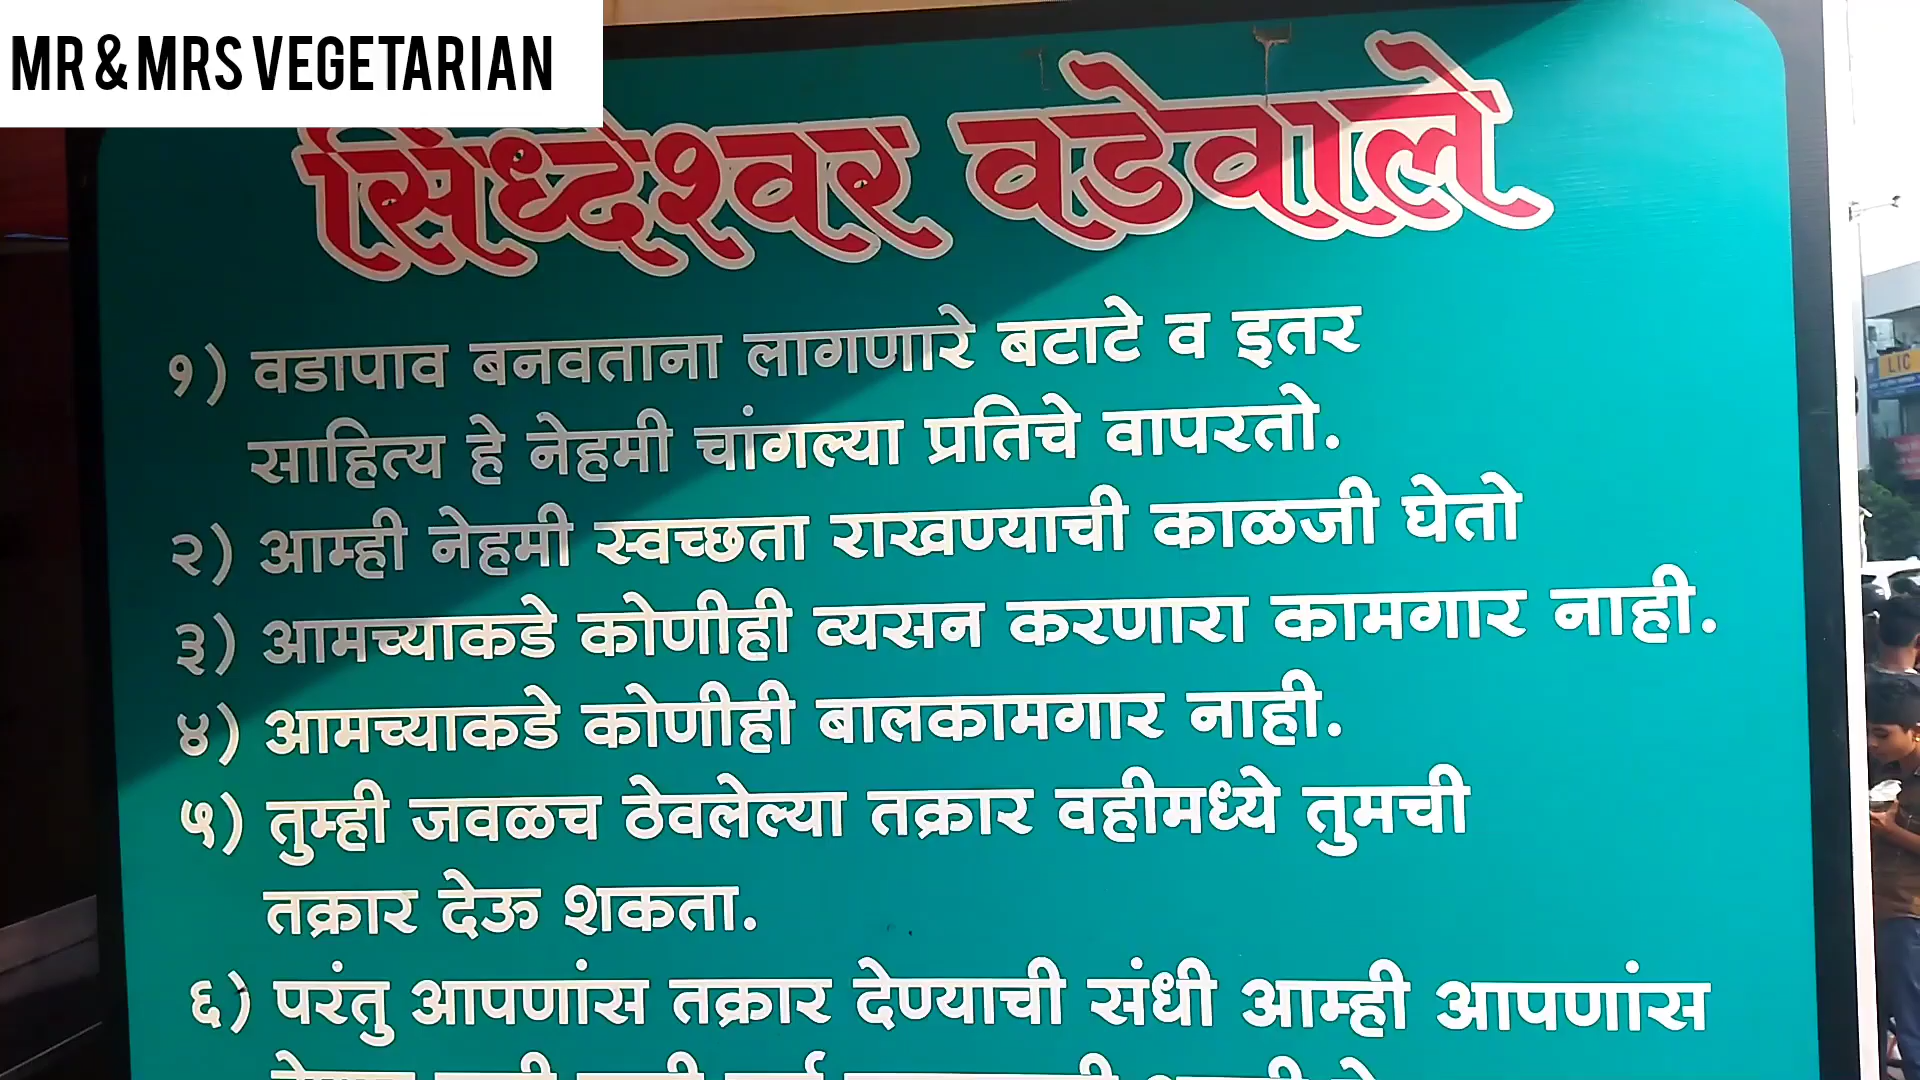 MR & MRS VEGETARIAN
सिध्देश्वर वडेवाले
१) वडापाव बनवताना लागणारे बटाटे व इतर
साहित्य हे नेहमी चांगल्या प्रतिचे वापरतो.
२) आम्ही नेहमी स्वच्छता राखण्याची काळजी घेतो
३) आमच्याकडे कोणीही व्यसन करणारा कामगार नाही.
४) आमच्याकडे कोणीही बालकामगार नाही.
५) तुम्ही जवळच ठेवलेल्या तक्रार वहीमध्ये तुमची
तक्रार देऊ शकता.
६) परंतु आपणांस तक्रार देण्याची संधी आम्ही आपणांस
LIC